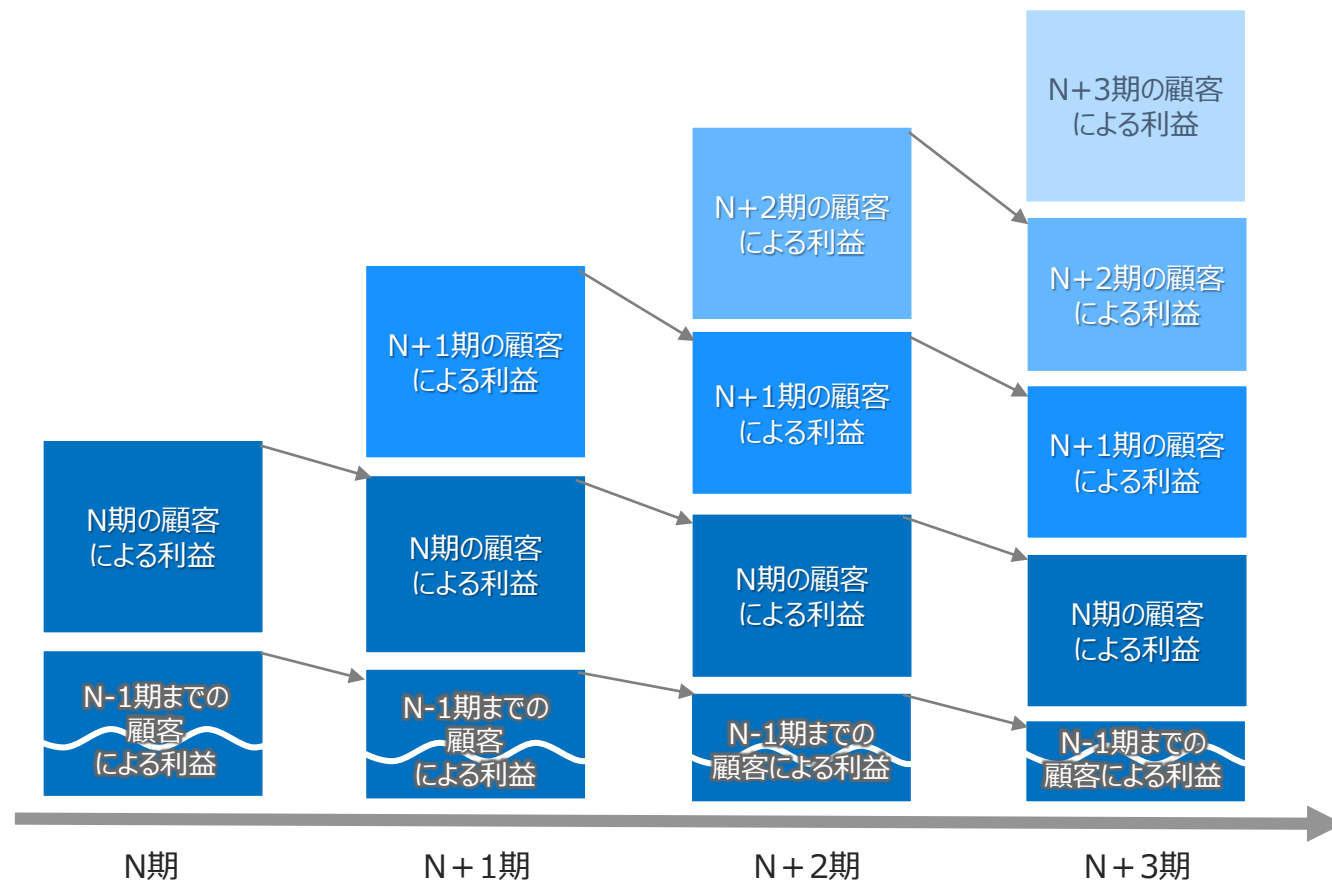 N期の顧客
による利益
N-1期までの
顧客
による利益
N+1期の顧客
による利益
N期の顧客
による利益
N-1期までの
顧客
による利益
N+2期の顧客
による利益
N+1期の顧客
による利益
N期の顧客
による利益
N-1期までの
顧客による利益
N+3期の顧客
による利益
N+2期の顧客
による利益
N+1期の顧客
による利益
N期の顧客
による利益
N-1期までの
顧客による利益
N期
N+1期
N+2期
N+3期